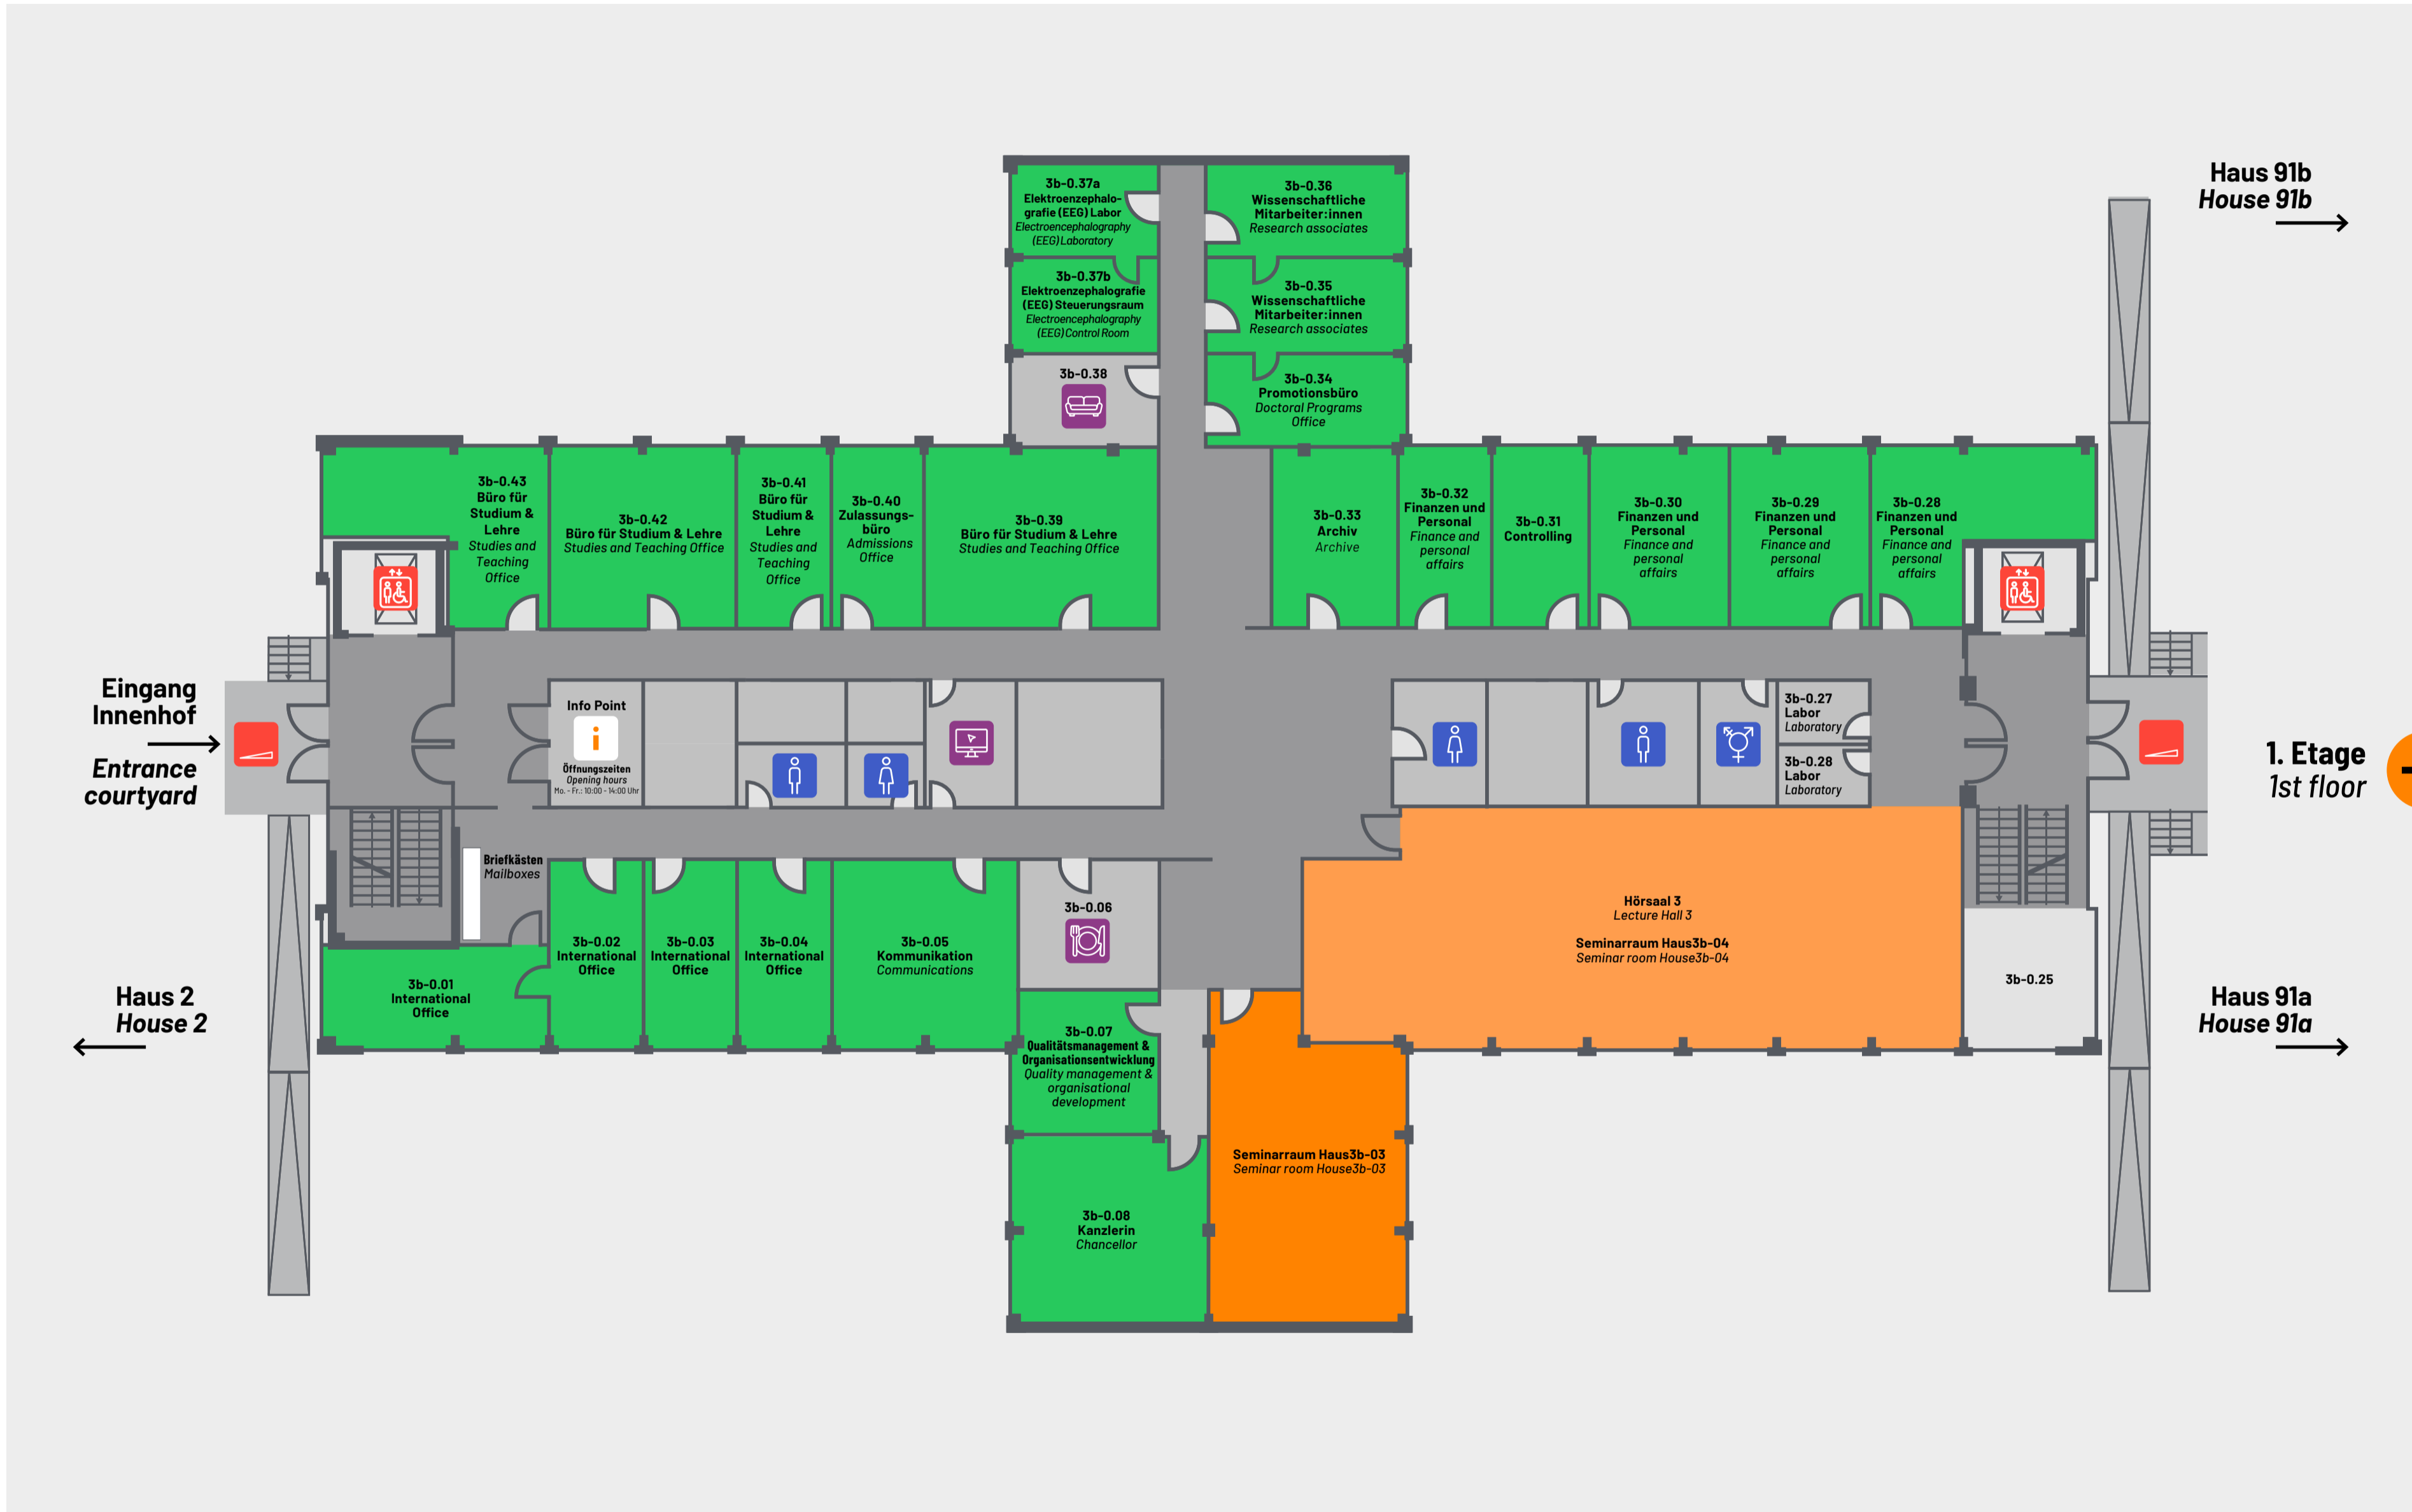 Haus 91b
House 91b
3b-0.37a
Elektroenzephalo-
grafie (EEG) Labor
Electroencephalography
(EEG) Laboratory
3b-0.36
Wissenschaftliche
Mitarbeiter:innen
Research associates
3b-0.37b
Elektroenzephalografie
(EEG) Steuerungsraum
Electroencephalography
(EEG) Control Room
3b-0.35
Wissenschaftliche
Mitarbeiter:innen
Research associates
3b-0.38
3b-0.34
Promotionsbüro
Doctoral Programs
Office
3b-0.43
Büro für
Studium &
Lehre
Studies and
Teaching
Office
3b-0.42
Büro für Studium & Lehre
Studies and Teaching Office
3b-0.41
Büro für
Studium &
Lehre
Studies and
Teaching
Office
3b-0.40
Zulassungs-
büro
Admissions
Office
3b-0.39
Büro für Studium & Lehre
Studies and Teaching Office
3b-0.33
Archiv
Archive
3b-0.32
Finanzen und
Personal
Finance and
personal
affairs
3b-0.31
Controlling
3b-0.30
Finanzen und
Personal
Finance and
personal
affairs
3b-0.29
Finanzen und
Personal
Finance and
personal
affairs
3b-0.28
Finanzen und
Personal
Finance and
personal
affairs
Eingang
Innenhof
Entrance
courtyard
Info Point
i
Öffnungszeiten
Opening hours
Mo. - Fr.: 10:00 - 14:00 Uhr
3b-0.27
Labor
Laboratory
3b-0.28
Labor
Laboratory
1. Etage
1st floor
Briefkästen
Mailboxes
3b-0.01
International
Office
3b-0.02
International
Office
3b-0.03
International
Office
3b-0.04
International
Office
3b-0.05
Kommunikation
Communications
3b-0.06
Hörsaal 3
Lecture Hall 3
Seminarraum Haus3b-04
Seminar room House3b-04
3b-0.25
Haus 2
House 2
Haus 91a
House 91a
3b-0.07
Qualitätsmanagement &
Organisationsentwicklung
Quality management &
organisational
development
Seminarraum Haus3b-03
Seminar room House3b-03
3b-0.08
Kanzlerin
Chancellor